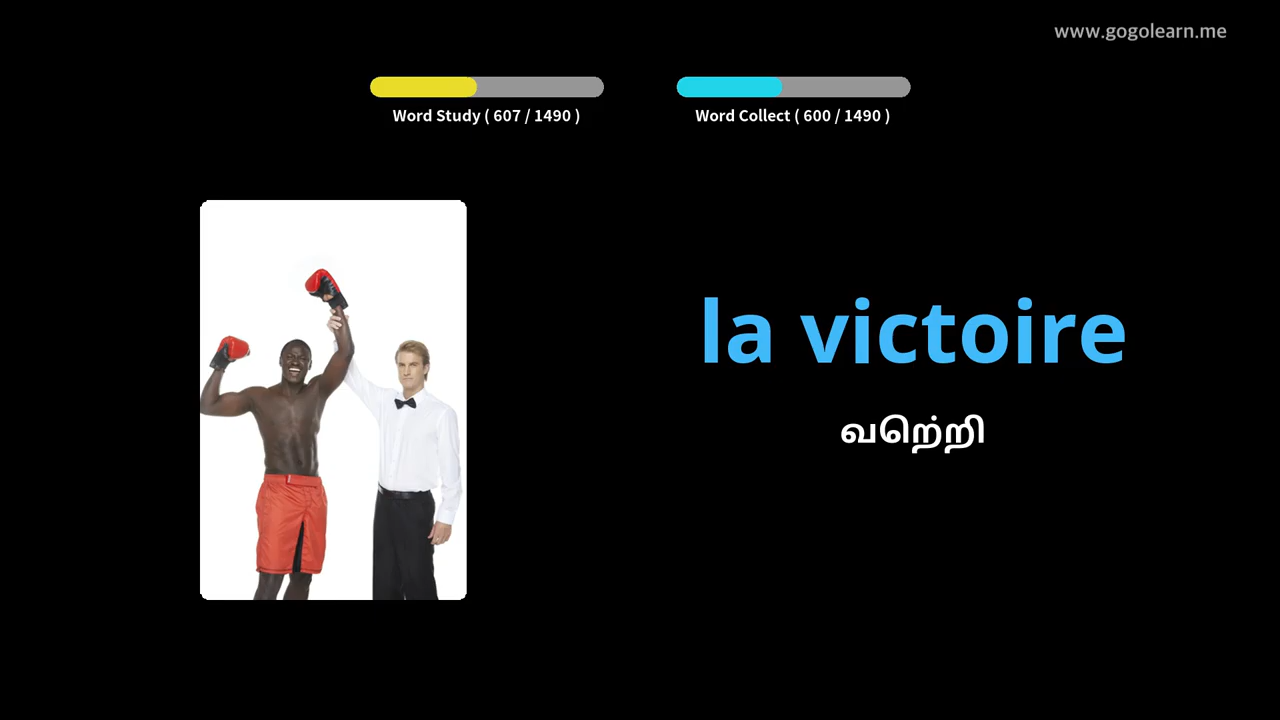 www.gogolearn.me
Word Study ( 607 / 1490 )
Word Collect ( 600 / 1490 )
la victoire
வெற்றி